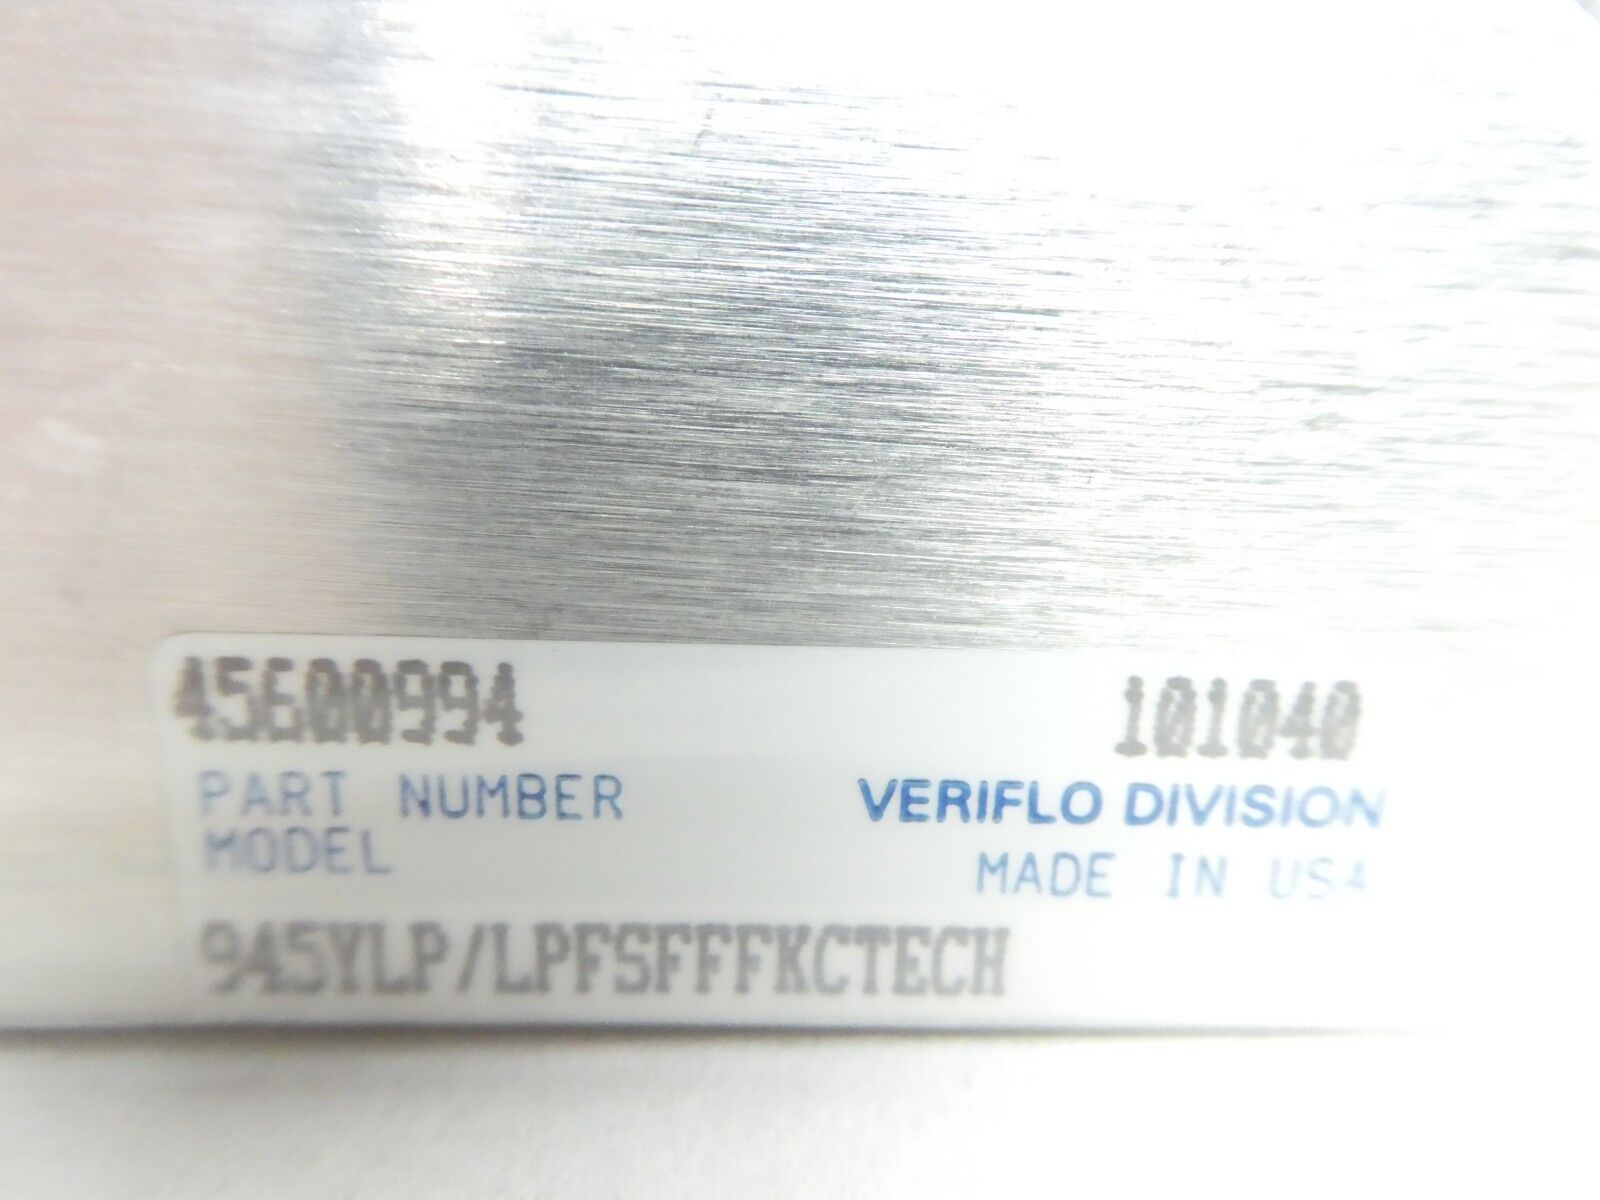 45600994 101040
PART NUMBER VERIFLO DIVISION
MODEL MADE IN USA
945YLP/LPFSFFFKCTECH